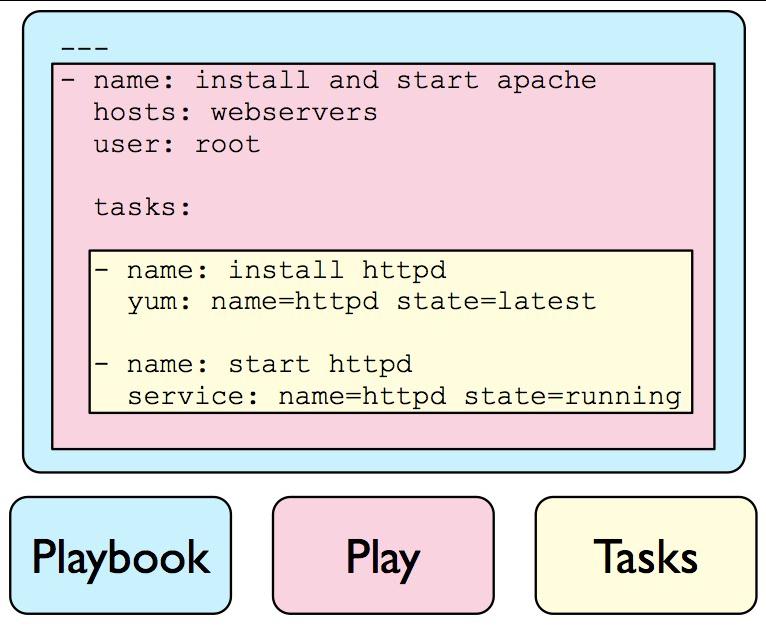 ---
- name: install and start apache
  hosts: webservers
  user: root
  tasks:
  - name: install httpd
    yum: name=httpd state=latest
  - name: start httpd
    service: name=httpd state=running
Playbook
Play
Tasks